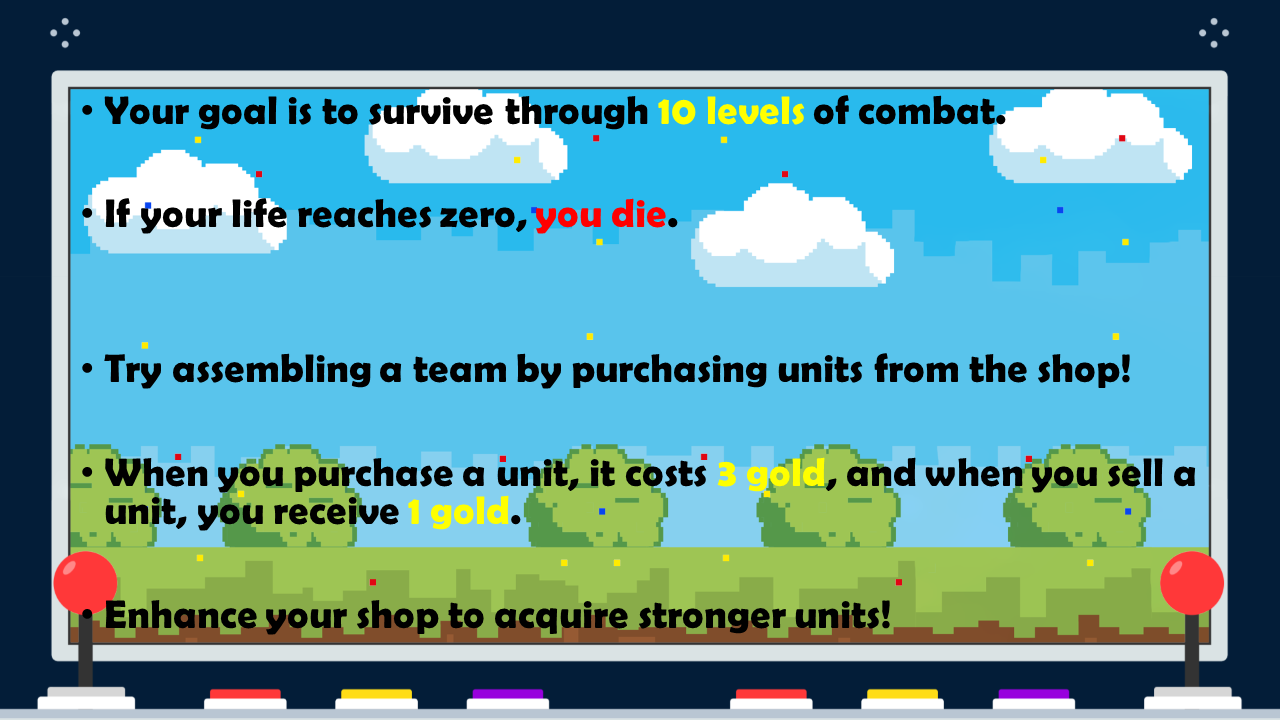 • Your goal is to survive through 10 levels of combat.
• If your life reaches zero, you die.
• Try assembling a team by purchasing units from the shop!
• When you purchase a unit, it costs 3 gold, and when you sell a
unit, you receive 1 gold.
• Enhance your shop to acquire stronger units!